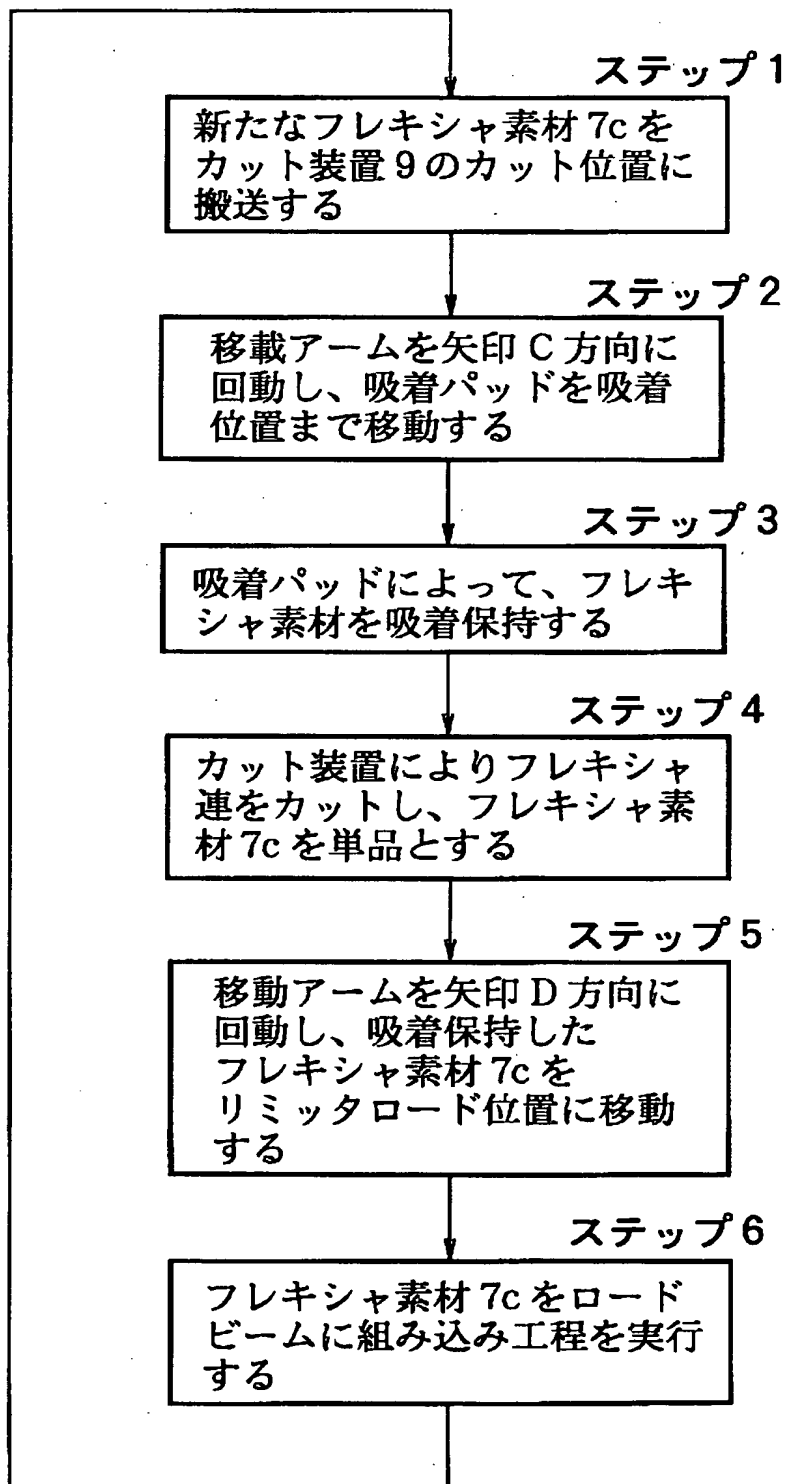 ステップ1
新たなフレキシャ素材7cを
カット装置9のカット位置に
搬送する
ステップ2
移載アームを矢印C方向に
回動し、吸着パッドを吸着
位置まで移動する
ステップ3
吸着パッドによって、フレキ
シャ素材を吸着保持する
ステップ4
カット装置によりフレキシャ
連をカットし、フレキシャ素
材7cを単品とする
ステップ5
移動アームを矢印D方向に
回動し、吸着保持した
フレキシャ素材7cを
リミッタロード位置に移動
する
ステップ6
フレキシャ素材7cをロード
ビームに組み込み工程を実行
する